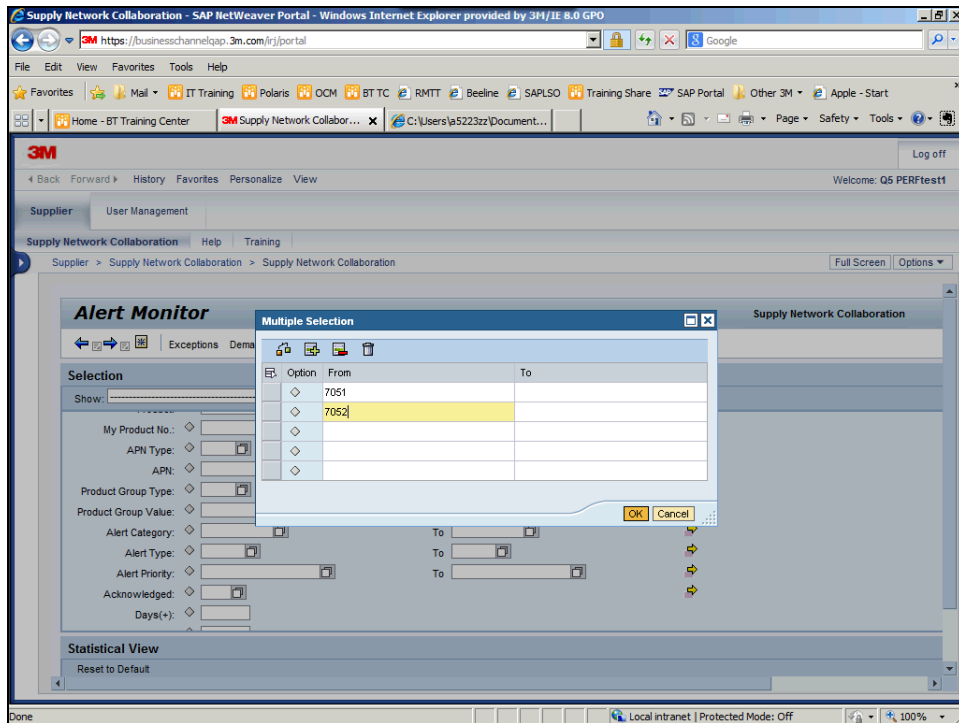 Supply Network Collaboration - SAP NetWeaver Portal - Windows Internet Explorer provided by 3M/IE 8.0 GPO
3M https://businesschannelqap.3m.com/irj/portal
Google
File Edit View Favorites Tools Help
Favorites Mail IT Training Polaris OCM BT TC RMTT Beeline SAPLSO Training Share SAP Portal Other 3M Apple - Start
Home - BT Training Center 3M Supply Network Collabor... X C:\Users\a5223zz\Document... Page Safety Tools
3M Log off
Back Forward History Favorites Personalize View Welcome: Q5 PERFtest1
Supplier User Management
Supply Network Collaboration Help Training
Supplier > Supply Network Collaboration > Supply Network Collaboration Full Screen Options
Alert Monitor Supply Network Collaboration
Exceptions Dema
Selection
Show:
Multiple Selection
Option From To
7051
7052
OK Cancel
My Product No.:
APN Type:
APN:
Product Group Type:
Product Group Value:
Alert Category: To
Alert Type: To
Alert Priority: To
Acknowledged:
Days(+):
Statistical View
Reset to Default
Done Local intranet | Protected Mode: Off 100%